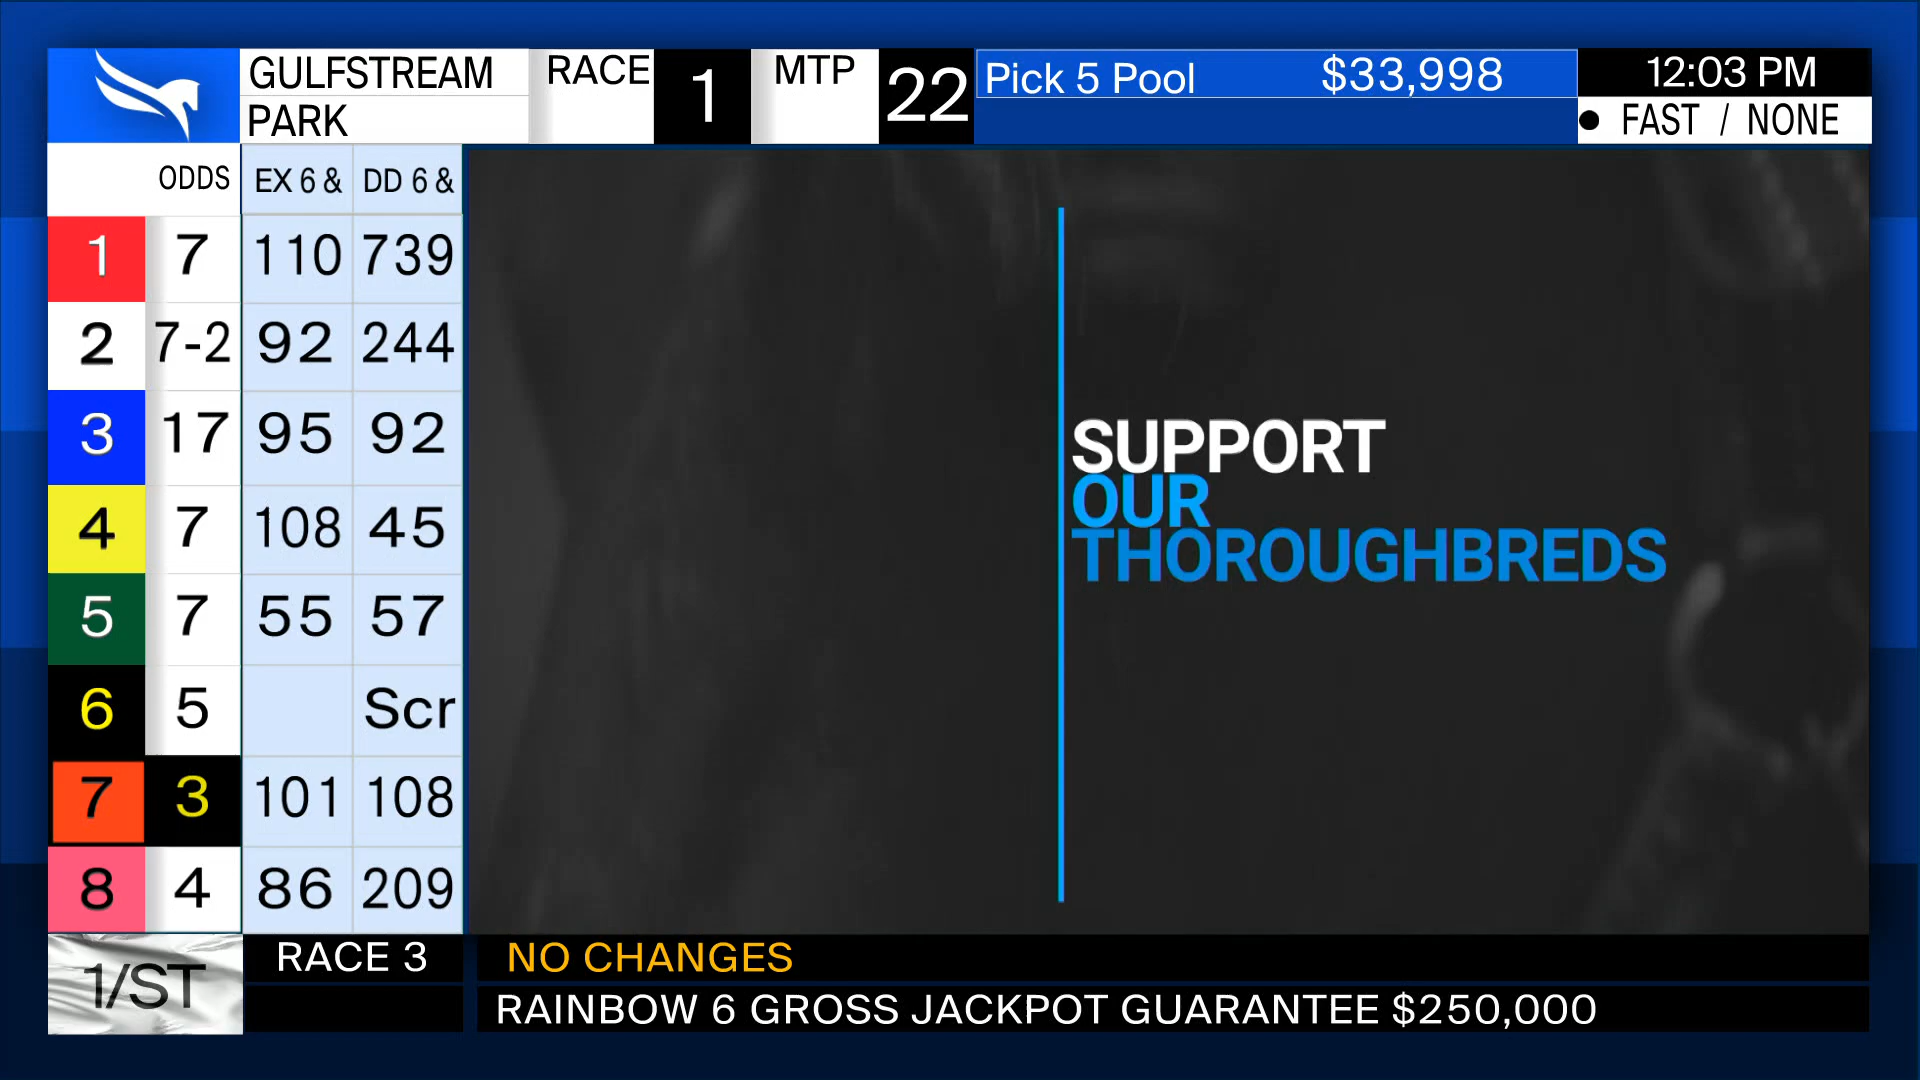 GULFSTREAM PARK
RACE 1
MTP 22
Pick 5 Pool $33,998
12:03 PM
FAST / NONE
ODDS EX 6 & DD 6 &
1 7 110 739
2 7-2 92 244
3 17 95 92
4 7 108 45
5 7 55 57
6 5 Scr
7 3 101 108
8 4 86 209
SUPPORT
OUR
THOROUGHBREDS
1/ST
RACE 3 NO CHANGES
RAINBOW 6 GROSS JACKPOT GUARANTEE $250,000